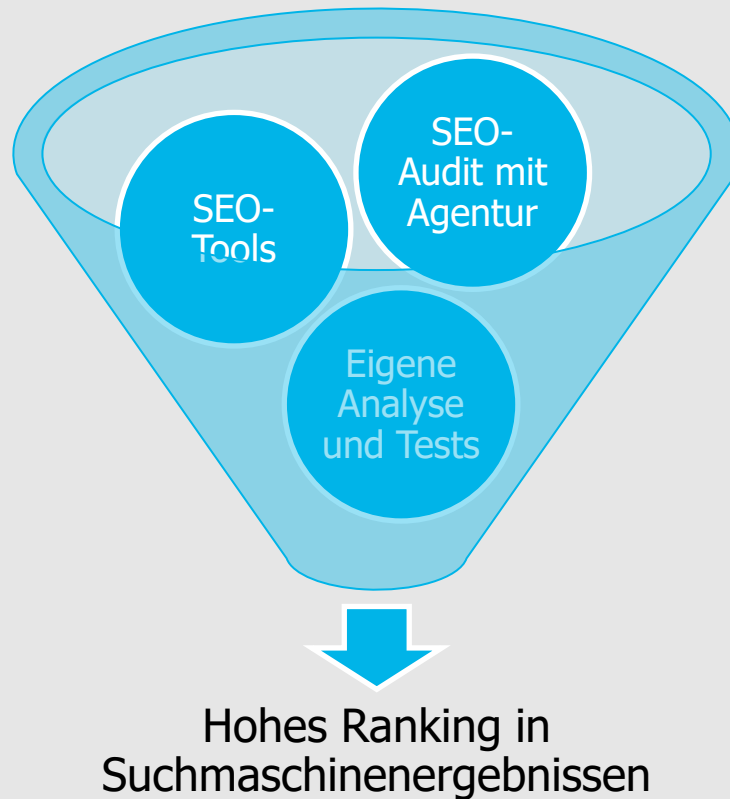 SEO-
Audit mit
Agentur
SEO-
Tools
Eigene
Analyse
und Tests
Hohes Ranking in
Suchmaschinenergebnissen